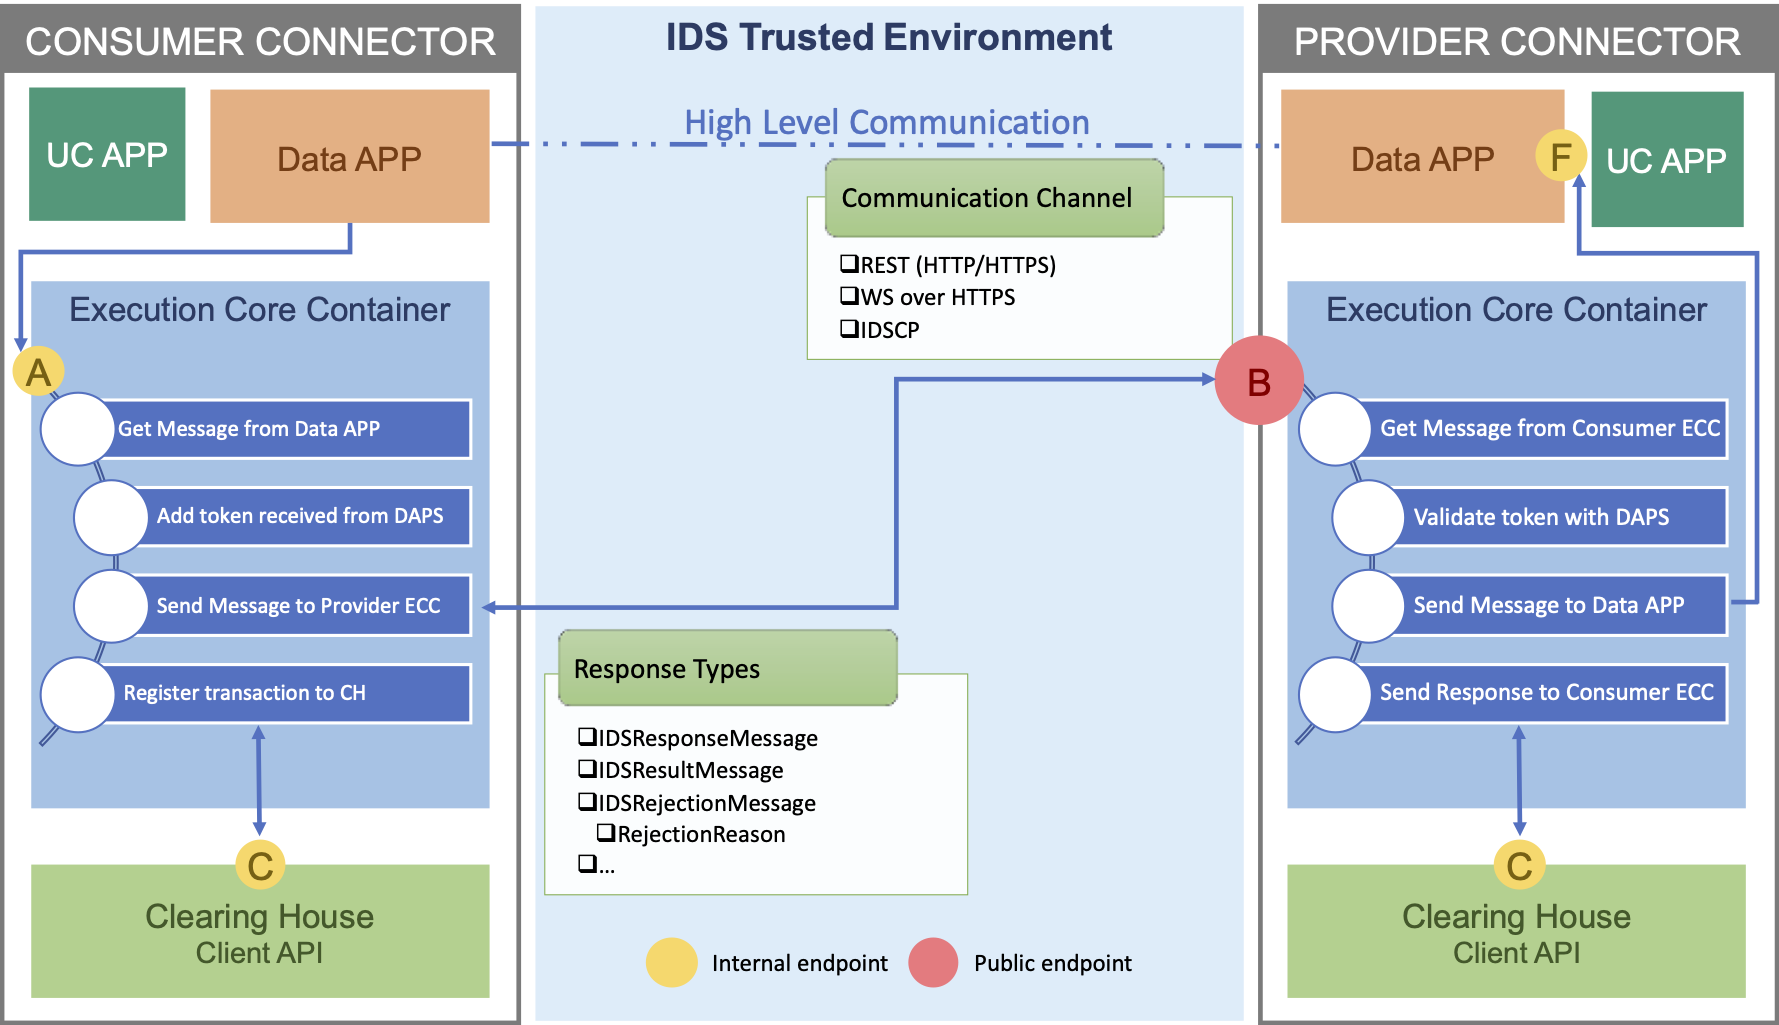 CONSUMER CONNECTOR
UC APP
Data APP
Execution Core Container
A
Get Message from Data APP
Add token received from DAPS
Send Message to Provider ECC
Register transaction to CH
C
Clearing House
Client API
IDS Trusted Environment
High Level Communication
Communication Channel
❑REST (HTTP/HTTPS)
❑WS over HTTPS
❑IDSCP
Response Types
❑IDSResponseMessage
❑IDSResultMessage
❑IDSRejectionMessage
❑RejectionReason
❑...
Internal endpoint
Public endpoint
PROVIDER CONNECTOR
Data APP
F
UC APP
Execution Core Container
B
Get Message from Consumer ECC
Validate token with DAPS
Send Message to Data APP
Send Response to Consumer ECC
C
Clearing House
Client API